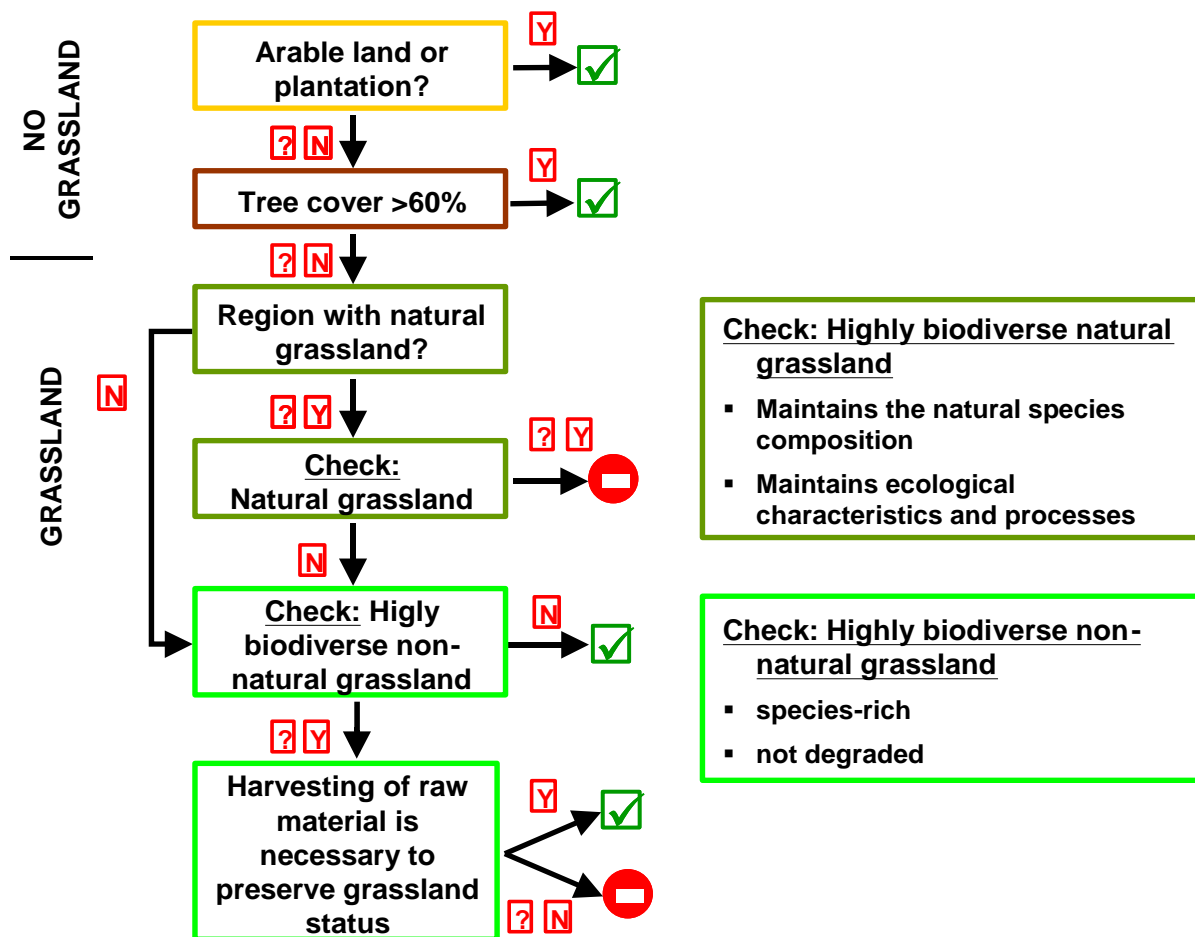 NO
GRASSLAND
Arable land or
plantation?
Y
? N
Tree cover >60%
Y
? N
GRASSLAND
Region with natural
grassland?
N
? Y
Check:
Natural grassland
? Y
N
Check: Higly
biodiverse non-
natural grassland
N
? Y
Harvesting of raw
material is
necessary to
preserve grassland
status
Y
? N
Check: Highly biodiverse natural
grassland
▪ Maintains the natural species
composition
▪ Maintains ecological
characteristics and processes
Check: Highly biodiverse non-
natural grassland
▪ species-rich
▪ not degraded